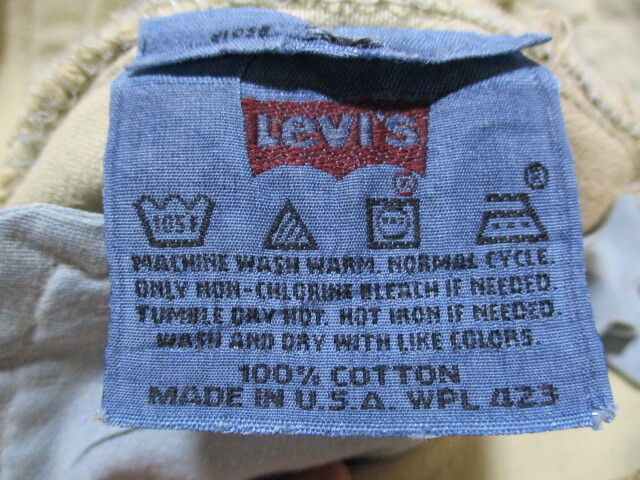 LEVI'S
®
105F
®
MACHINE WASH WARM. NORMAL CYCLE.
ONLY NON-CHLORINE BLEACH IF NEEDED.
TUMBLE DRY HOT. HOT IRON IF NEEDED.
WASH AND DRY WITH LIKE COLORS.
100% COTTON
MADE IN U.S.A. WPL 423